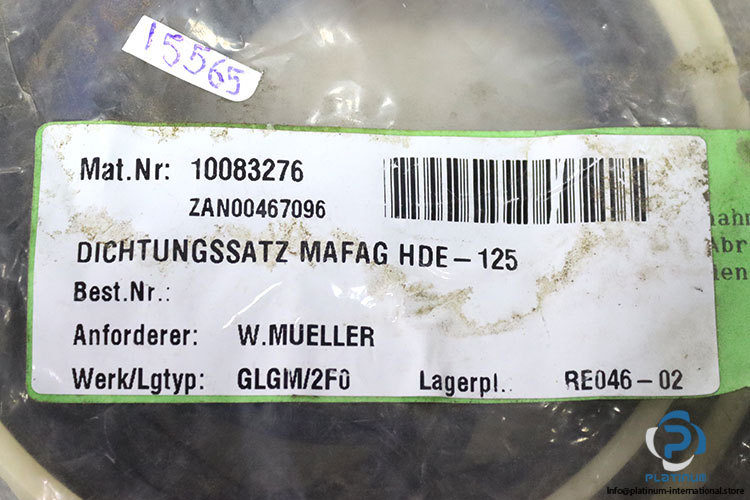 15565
Mat.Nr: 10083276
ZAN00467096
DICHTUNGSSATZ MAFAG HDE-125
Best.Nr.:
Anforderer: W.MUELLER
Werk/Lgtyp: GLGM/2F0 Lagerpl.: RE046-02
PLATINUM
info@platinum-international.store